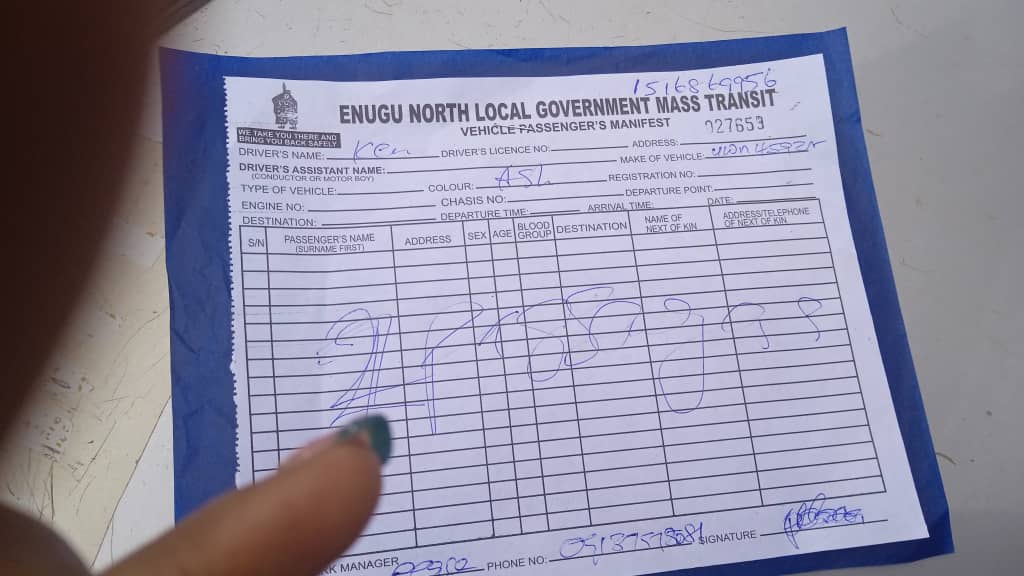 1516869956
ENUGU NORTH LOCAL GOVERNMENT MASS TRANSIT
WE TAKE YOU THERE AND
BRING YOU BACK SAFELY
VEHICLE PASSENGER'S MANIFEST 027653
DRIVER'S NAME: Ken DRIVER'S LICENCE NO: ADDRESS:
DRIVER'S ASSISTANT NAME: MAKE OF VEHICLE:
(CONDUCTOR OR MOTOR BOY)
TYPE OF VEHICLE: COLOUR: ASH REGISTRATION NO:
ENGINE NO: CHASIS NO: DEPARTURE POINT:
DESTINATION: DEPARTURE TIME: ARRIVAL TIME: DATE:
S/N PASSENGER'S NAME (SURNAME FIRST) ADDRESS SEX AGE BLOOD GROUP DESTINATION NAME OF NEXT OF KIN ADDRESS/TELEPHONE OF NEXT OF KIN
RK MANAGER PHONE NO: SIGNATURE